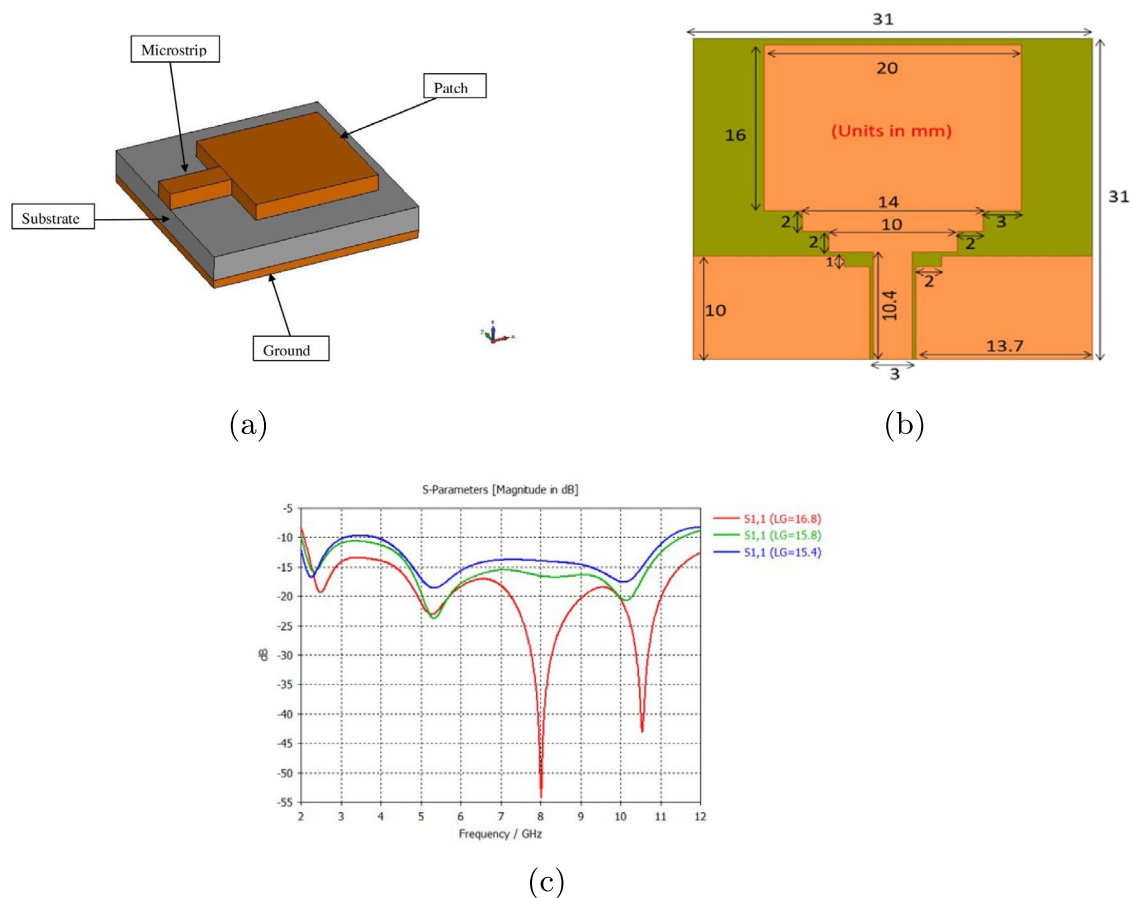 Microstrip
Patch
Substrate
Ground
(a)
31
20
16
(Units in mm)
31
14
2
3
10
2
2
1
2
10
10.4
13.7
3
(b)
S-Parameters [Magnitude in dB]
S1,1 (LG=16.8)
S1,1 (LG=15.8)
S1,1 (LG=15.4)
-5
-10
-15
-20
-25
-30
-35
-40
-45
-50
-55
dB
2 3 4 5 6 7 8 9 10 11 12
Frequency / GHz
(c)